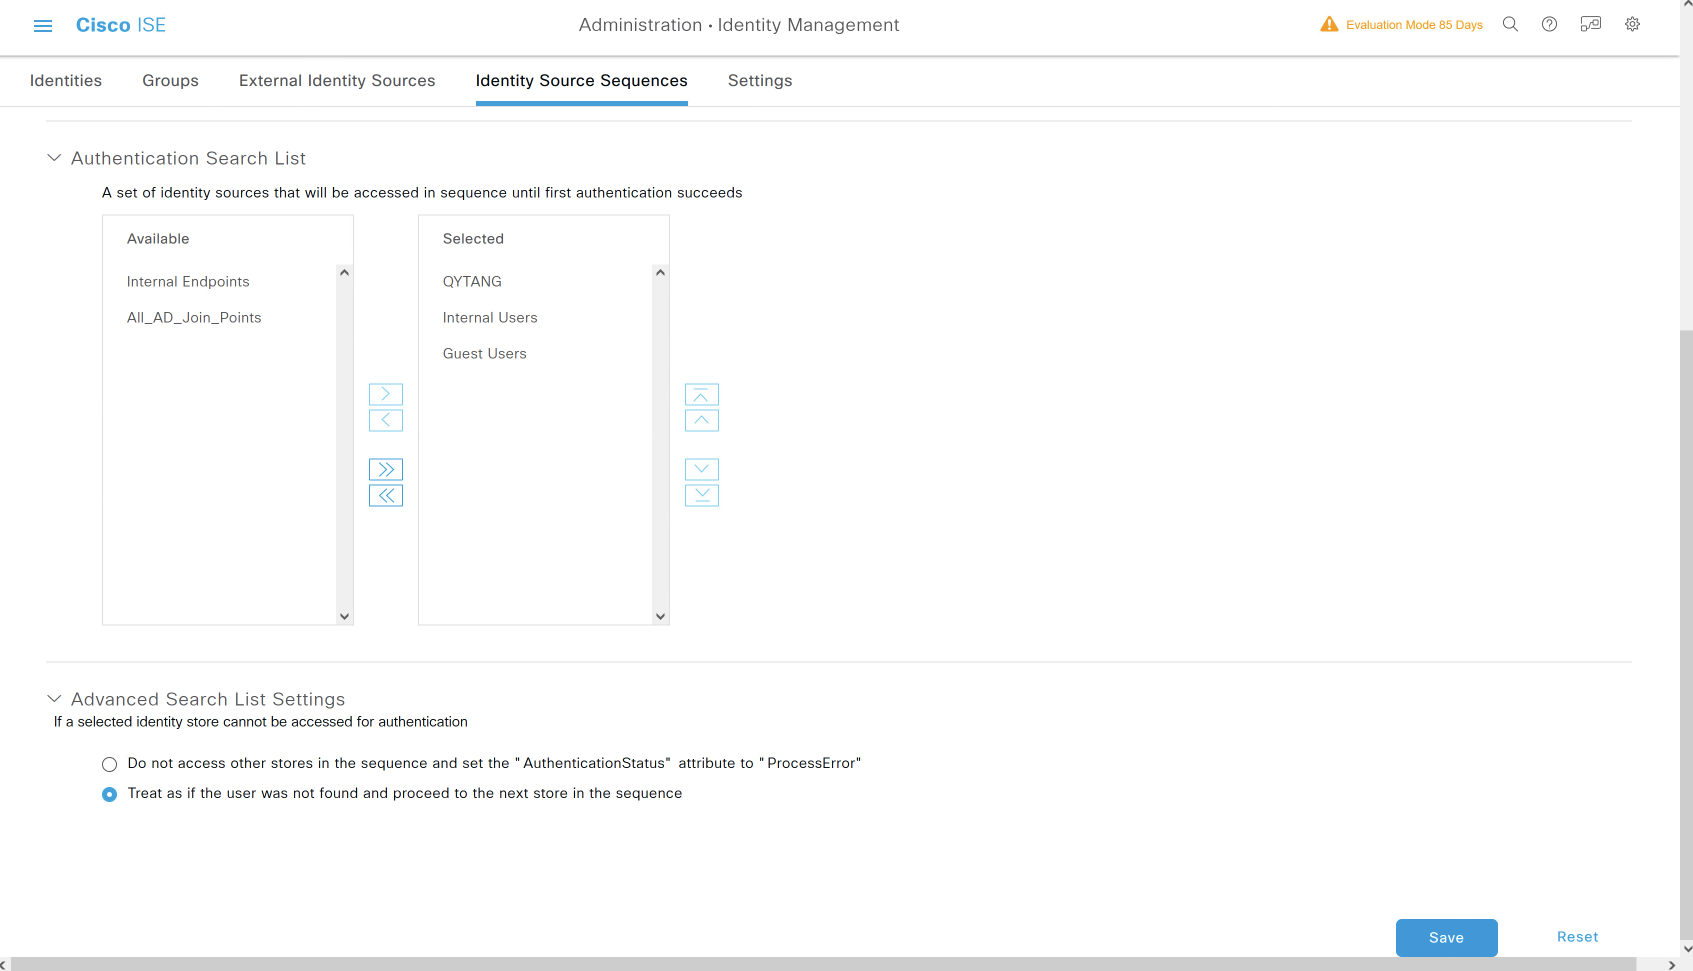 Cisco ISE
Administration • Identity Management
Evaluation Mode 85 Days
Identities
Groups
External Identity Sources
Identity Source Sequences
Settings
Authentication Search List
A set of identity sources that will be accessed in sequence until first authentication succeeds
Available
Internal Endpoints
All_AD_Join_Points
Selected
QYTANG
Internal Users
Guest Users
Advanced Search List Settings
If a selected identity store cannot be accessed for authentication
Do not access other stores in the sequence and set the "AuthenticationStatus" attribute to "ProcessError"
Treat as if the user was not found and proceed to the next store in the sequence
Save
Reset